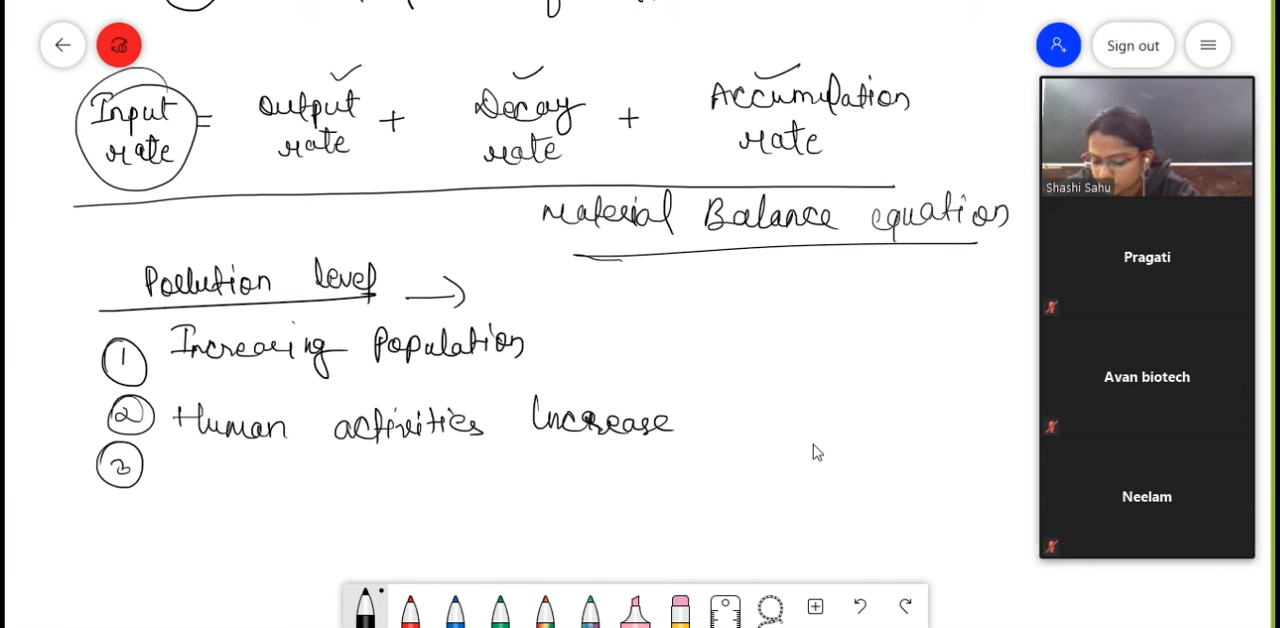 Sign out
Input rate = Output rate + Decay rate + Accumulation rate
Material Balance equation
Pollution level →
① Increasing Population
② Human activities Increase
③
Shashi Sahu
Pragati
Avan biotech
Neelam